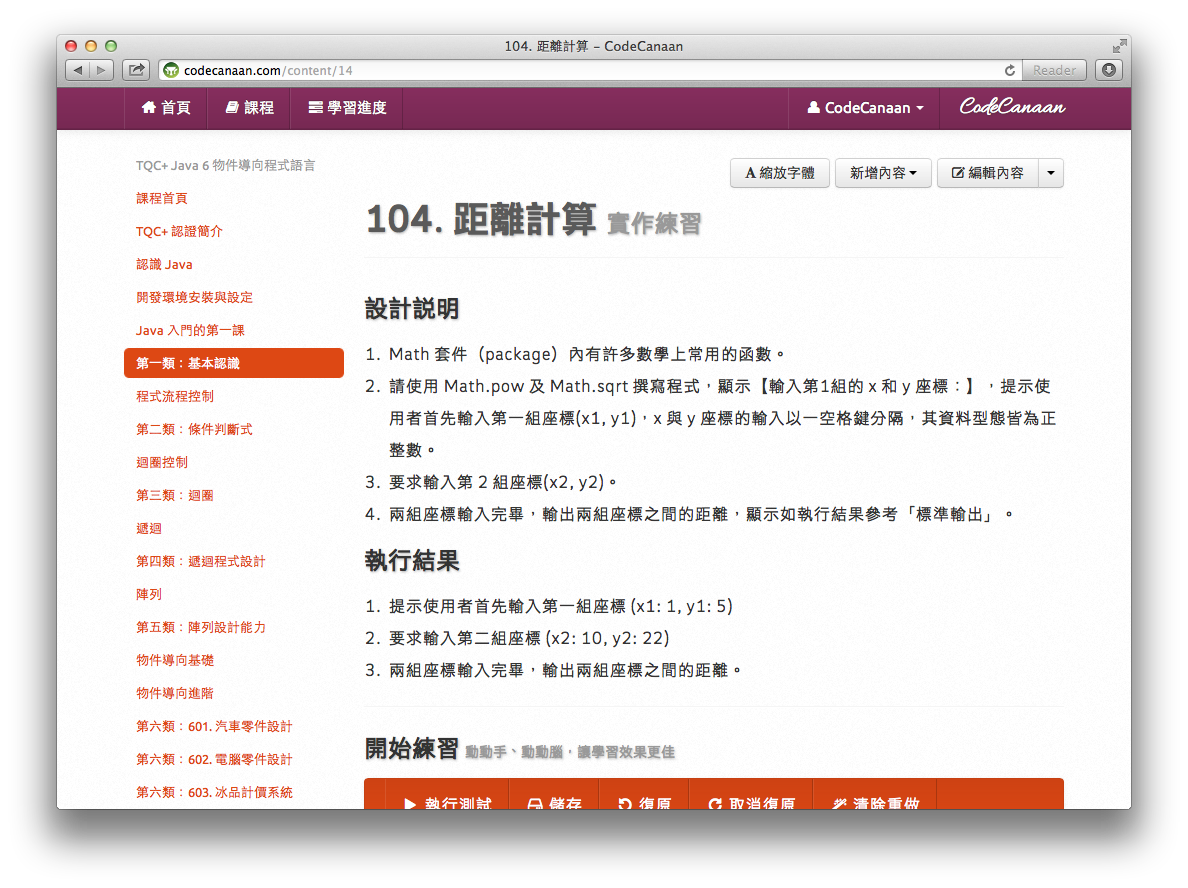 104. 距離計算 – CodeCanaan
codecanaan.com/content/14
Reader
首頁
課程
學習進度
CodeCanaan
CodeCanaan
TQC+ Java 6 物件導向程式語言
課程首頁
TQC+ 認證簡介
認識 Java
開發環境安裝與設定
Java 入門的第一課
第一類：基本認識
程式流程控制
第二類：條件判斷式
迴圈控制
第三類：迴圈
遞迴
第四類：遞迴程式設計
陣列
第五類：陣列設計能力
物件導向基礎
物件導向進階
第六類：601. 汽車零件設計
第六類：602. 電腦零件設計
第六類：603. 冰品計價系統
縮放字體
新增內容
編輯內容
104. 距離計算 實作練習
設計說明
1. Math 套件（package）內有許多數學上常用的函數。
2. 請使用 Math.pow 及 Math.sqrt 撰寫程式，顯示【輸入第1組的 x 和 y 座標：】，提示使
用者首先輸入第一組座標(x1, y1)，x 與 y 座標的輸入以一空格鍵分隔，其資料型態皆為正
整數。
3. 要求輸入第 2 組座標(x2, y2)。
4. 兩組座標輸入完畢，輸出兩組座標之間的距離，顯示如執行結果參考「標準輸出」。
執行結果
1. 提示使用者首先輸入第一組座標 (x1: 1, y1: 5)
2. 要求輸入第二組座標 (x2: 10, y2: 22)
3. 兩組座標輸入完畢，輸出兩組座標之間的距離。
開始練習 動動手、動動腦，讓學習效果更佳
執行測試
儲存
復原
取消復原
清除重做